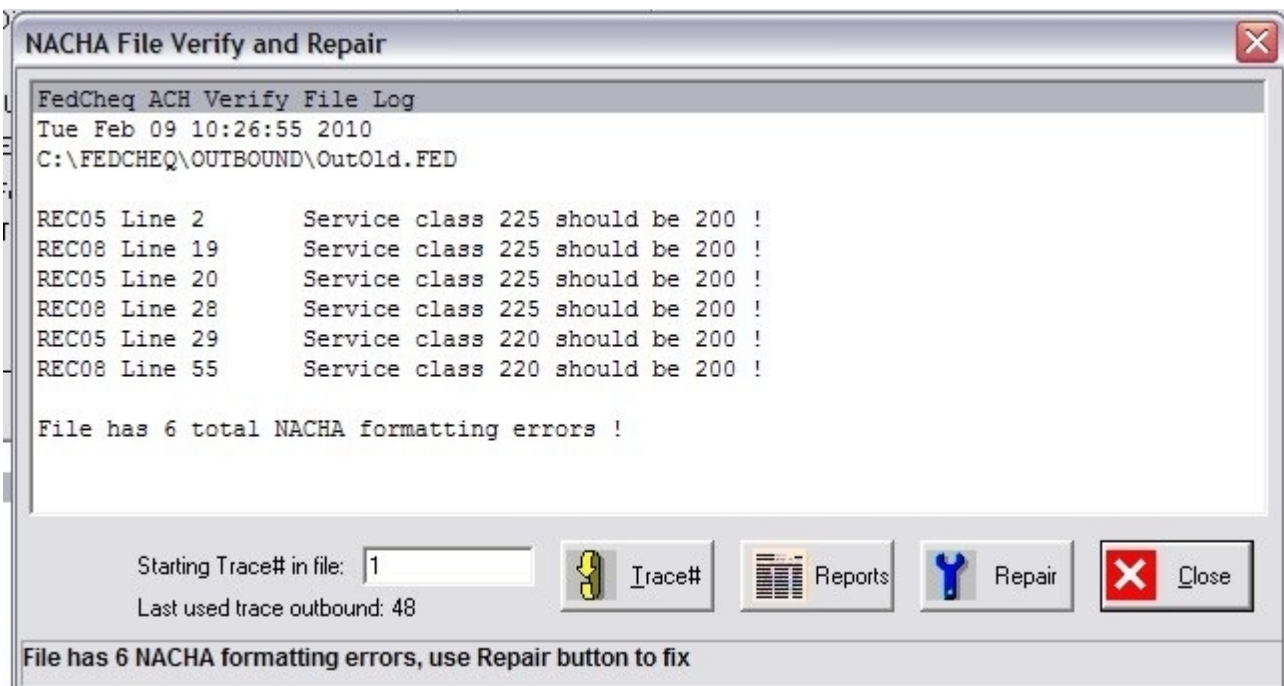 NACHA File Verify and Repair
FedCheq ACH Verify File Log
Tue Feb 09 10:26:55 2010
C:\FEDCHEQ\OUTBOUND\OutOld.FED
REC05 Line 2 Service class 225 should be 200 !
REC08 Line 19 Service class 225 should be 200 !
REC05 Line 20 Service class 225 should be 200 !
REC08 Line 28 Service class 225 should be 200 !
REC05 Line 29 Service class 220 should be 200 !
REC08 Line 55 Service class 220 should be 200 !
File has 6 total NACHA formatting errors !
Starting Trace# in file: 1
Trace# Reports Repair Close
Last used trace outbound: 48
File has 6 NACHA formatting errors, use Repair button to fix